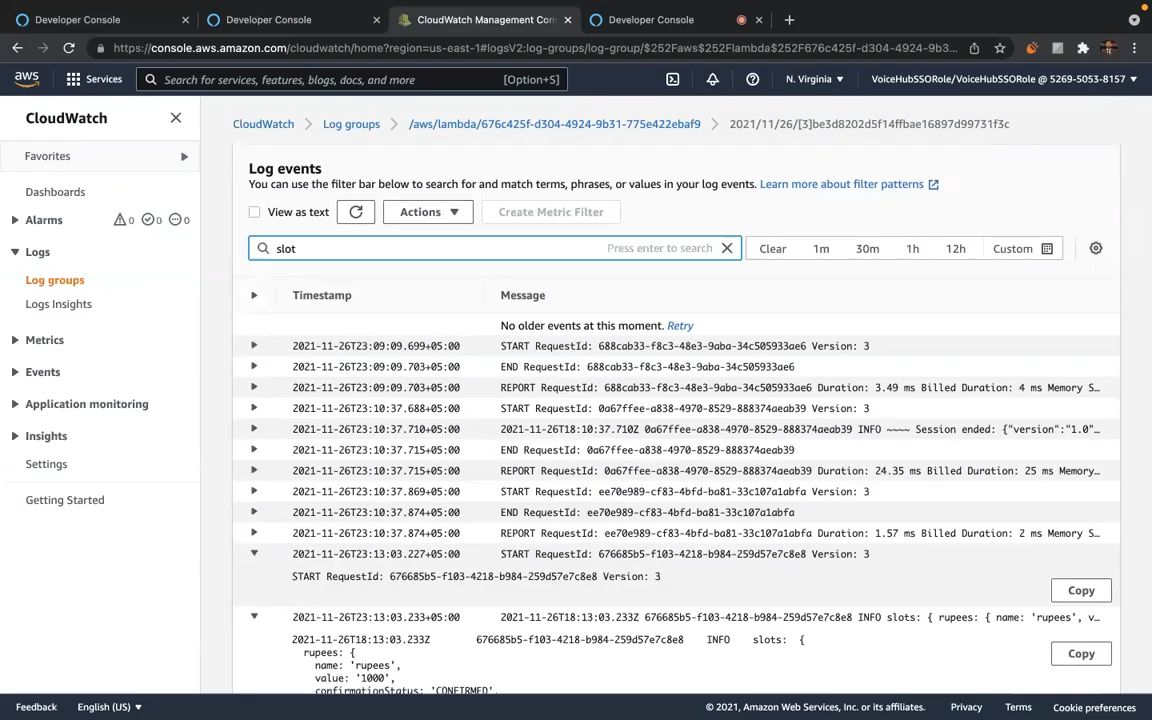 Developer Console
Developer Console
CloudWatch Management Con
Developer Console
https://console.aws.amazon.com/cloudwatch/home?region=us-east-1#logsV2:log-groups/log-group/$252Faws$252Flambda$252F676c425f-d304-4924-9b3...
aws
Services
Search for services, features, blogs, docs, and more
[Option+S]
N. Virginia
VoiceHubSSORole/VoiceHubSSORole @ 5269-5053-8157
CloudWatch
CloudWatch
Log groups
/aws/lambda/676c425f-d304-4924-9b31-775e422ebaf9
2021/11/26/[3]be3d8202d5f14ffbae16897d99731f3c
Favorites
Dashboards
Alarms
0
0
0
Logs
Log groups
Logs Insights
Metrics
Events
Application monitoring
Insights
Settings
Getting Started
Log events
You can use the filter bar below to search for and match terms, phrases, or values in your log events. Learn more about filter patterns
View as text
Actions
Create Metric Filter
slot
Press enter to search
Clear
1m
30m
1h
12h
Custom
Timestamp
Message
No older events at this moment. Retry
2021-11-26T23:09:09.699+05:00 START RequestId: 688cab33-f8c3-48e3-9aba-34c505933ae6 Version: 3
2021-11-26T23:09:09.703+05:00 END RequestId: 688cab33-f8c3-48e3-9aba-34c505933ae6
2021-11-26T23:09:09.703+05:00 REPORT RequestId: 688cab33-f8c3-48e3-9aba-34c505933ae6 Duration: 3.49 ms Billed Duration: 4 ms Memory S...
2021-11-26T23:10:37.688+05:00 START RequestId: 0a67ffee-a838-4970-8529-888374aeab39 Version: 3
2021-11-26T23:10:37.710+05:00 2021-11-26T18:10:37.710Z 0a67ffee-a838-4970-8529-888374aeab39 INFO ~~~~ Session ended: {"version":"1.0"...
2021-11-26T23:10:37.715+05:00 END RequestId: 0a67ffee-a838-4970-8529-888374aeab39
2021-11-26T23:10:37.715+05:00 REPORT RequestId: 0a67ffee-a838-4970-8529-888374aeab39 Duration: 24.35 ms Billed Duration: 25 ms Memory...
2021-11-26T23:10:37.869+05:00 START RequestId: ee70e989-cf83-4bfd-ba81-33c107a1abfa Version: 3
2021-11-26T23:10:37.874+05:00 END RequestId: ee70e989-cf83-4bfd-ba81-33c107a1abfa
2021-11-26T23:10:37.874+05:00 REPORT RequestId: ee70e989-cf83-4bfd-ba81-33c107a1abfa Duration: 1.57 ms Billed Duration: 2 ms Memory S...
2021-11-26T23:13:03.227+05:00 START RequestId: 676685b5-f103-4218-b984-259d57e7c8e8 Version: 3
START RequestId: 676685b5-f103-4218-b984-259d57e7c8e8 Version: 3
Copy
2021-11-26T23:13:03.233+05:00 2021-11-26T18:13:03.233Z 676685b5-f103-4218-b984-259d57e7c8e8 INFO slots: { rupees: { name: 'rupees', v...
2021-11-26T18:13:03.233Z 676685b5-f103-4218-b984-259d57e7c8e8 INFO slots: {
rupees: {
name: 'rupees',
value: '1000',
confirmationStatus: 'CONFIRMED',
Copy
Feedback
English (US)
© 2021, Amazon Web Services, Inc. or its affiliates.
Privacy
Terms
Cookie preferences